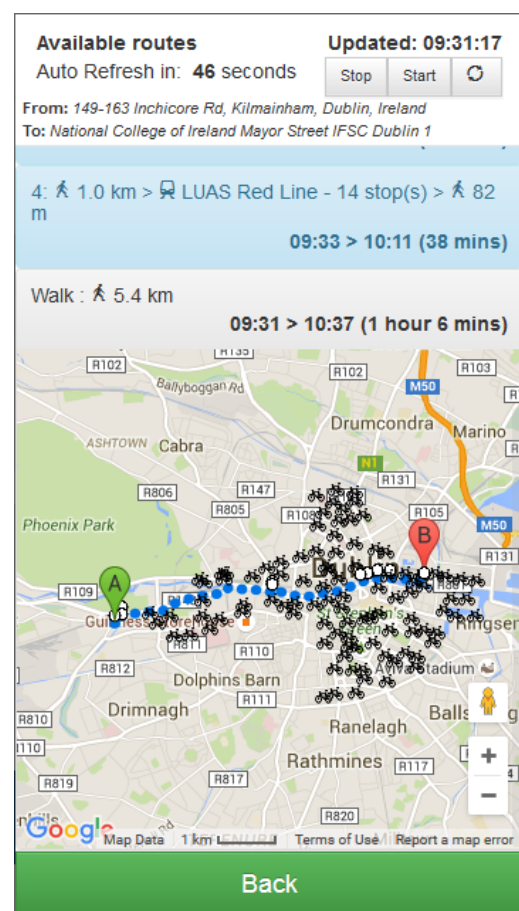 Available routes
Updated: 09:31:17
Auto Refresh in: 46 seconds
Stop
Start
From: 149-163 Inchicore Rd, Kilmainham, Dublin, Ireland
To: National College of Ireland Mayor Street IFSC Dublin 1
4: 1.0 km > LUAS Red Line - 14 stop(s) > 82
m
09:33 > 10:11 (38 mins)
Walk : 5.4 km
09:31 > 10:37 (1 hour 6 mins)
R135
R102
R102
R103
Ballyboggan Rd
M50
Drumcondra
Marino
ASHTOWN
Cabra
N1
R131
R806
R147
R805
R108
R105
Phoenix Park
M50
B
R131
A
R109
R811
R110
R812
Dolphins Barn
R111
Drimnagh
R810
Ranelagh
Rathmines
R117
R819
R817
R820
Google
Map Data
1 km
Terms of Use
Report a map error
Back